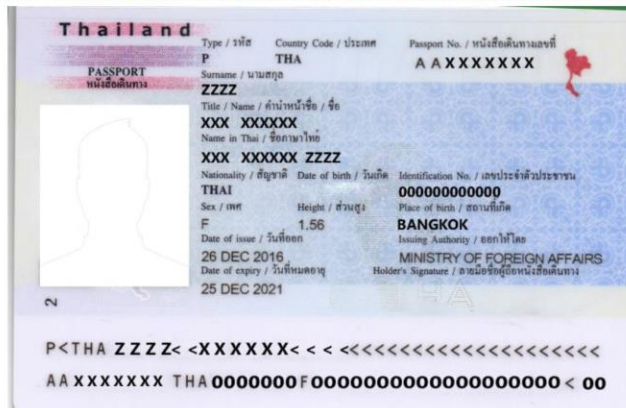 Thailand
PASSPORT
หนังสือเดินทาง
Type / รหัส Country Code / ประเทศ Passport No. / หนังสือเดินทางเลขที่
P THA A A XXXXXXX
Surname / นามสกุล
ZZZZ
Title / Name / คำนำหน้าชื่อ / ชื่อ
XXX XXXXXX
Name in Thai / ชื่อภาษาไทย
XXX XXXXXX ZZZZ
Nationality / สัญชาติ Date of birth / วันเกิด Identification No. / เลขประจำตัวประชาชน
THAI 000000000000
Sex / เพศ Height / ส่วนสูง Place of birth / สถานที่เกิด
F 1.56 BANGKOK
Date of issue / วันที่ออก Issuing Authority / ออกให้โดย
26 DEC 2016 MINISTRY OF FOREIGN AFFAIRS
Date of expiry / วันที่หมดอายุ Holder's Signature / ลายมือชื่อผู้ถือหนังสือเดินทาง
25 DEC 2021
2
P<THA ZZZZ< <XXXXXX< < < <<<<<<<<<<<<<<<<<<<<<<
AA XXXXXXX THA 0000000 F 0000000000000000000 < 00